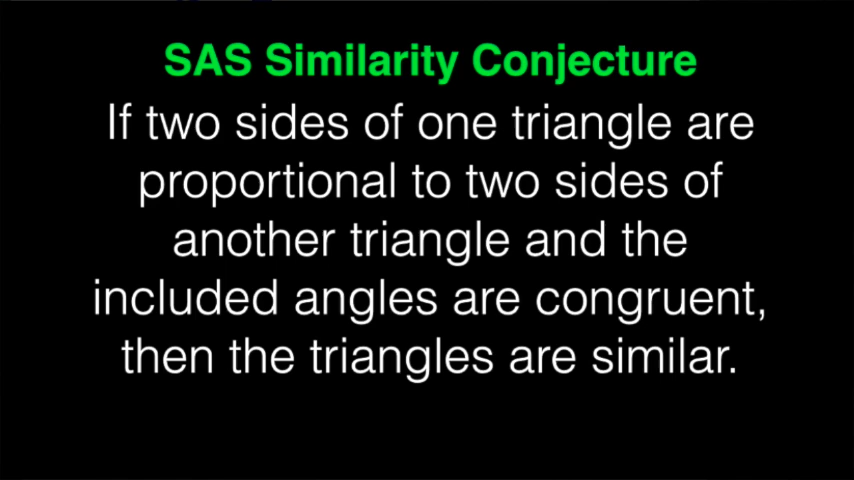 SAS Similarity Conjecture
If two sides of one triangle are
proportional to two sides of
another triangle and the
included angles are congruent,
then the triangles are similar.